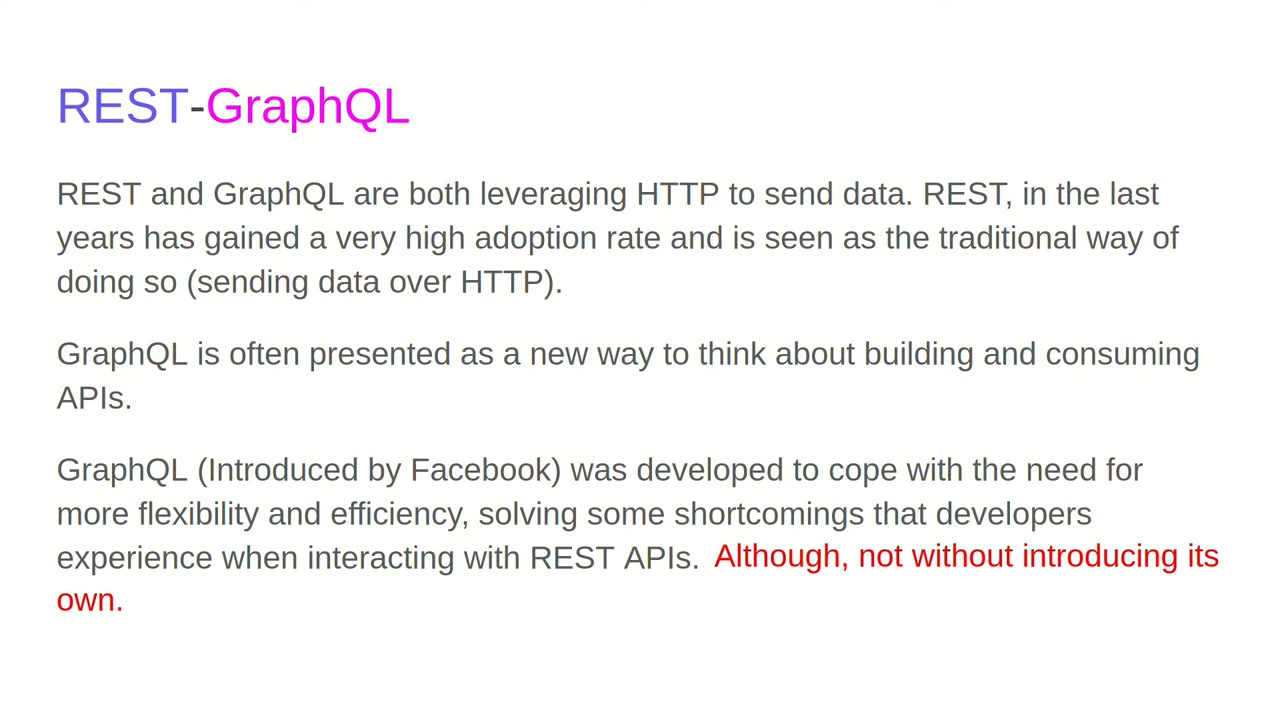 REST-GraphQL
REST and GraphQL are both leveraging HTTP to send data. REST, in the last
years has gained a very high adoption rate and is seen as the traditional way of
doing so (sending data over HTTP).
GraphQL is often presented as a new way to think about building and consuming
APIs.
GraphQL (Introduced by Facebook) was developed to cope with the need for
more flexibility and efficiency, solving some shortcomings that developers
experience when interacting with REST APIs. Although, not without introducing its
own.